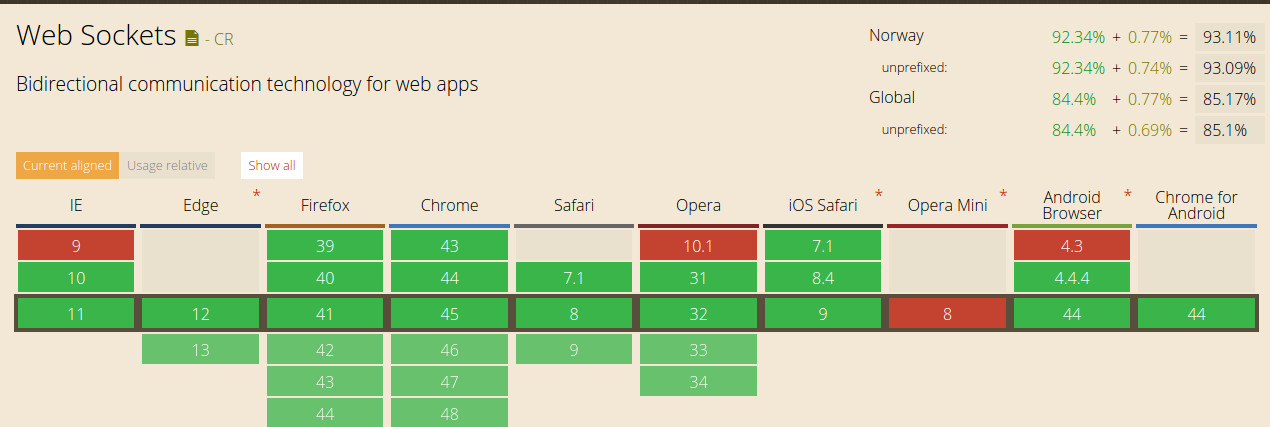 Web Sockets - CR
Norway 92.34% + 0.77% = 93.11%
unprefixed: 92.34% + 0.74% = 93.09%
Bidirectional communication technology for web apps
Global 84.4% + 0.77% = 85.17%
unprefixed: 84.4% + 0.69% = 85.1%
Current aligned Usage relative Show all
IE Edge * Firefox Chrome Safari Opera iOS Safari * Opera Mini * Android Browser * Chrome for Android
9 39 43 10.1 7.1 4.3
10 40 44 7.1 31 8.4 4.4.4
11 12 41 45 8 32 9 8 44 44
13 42 46 9 33
43 47 34
44 48